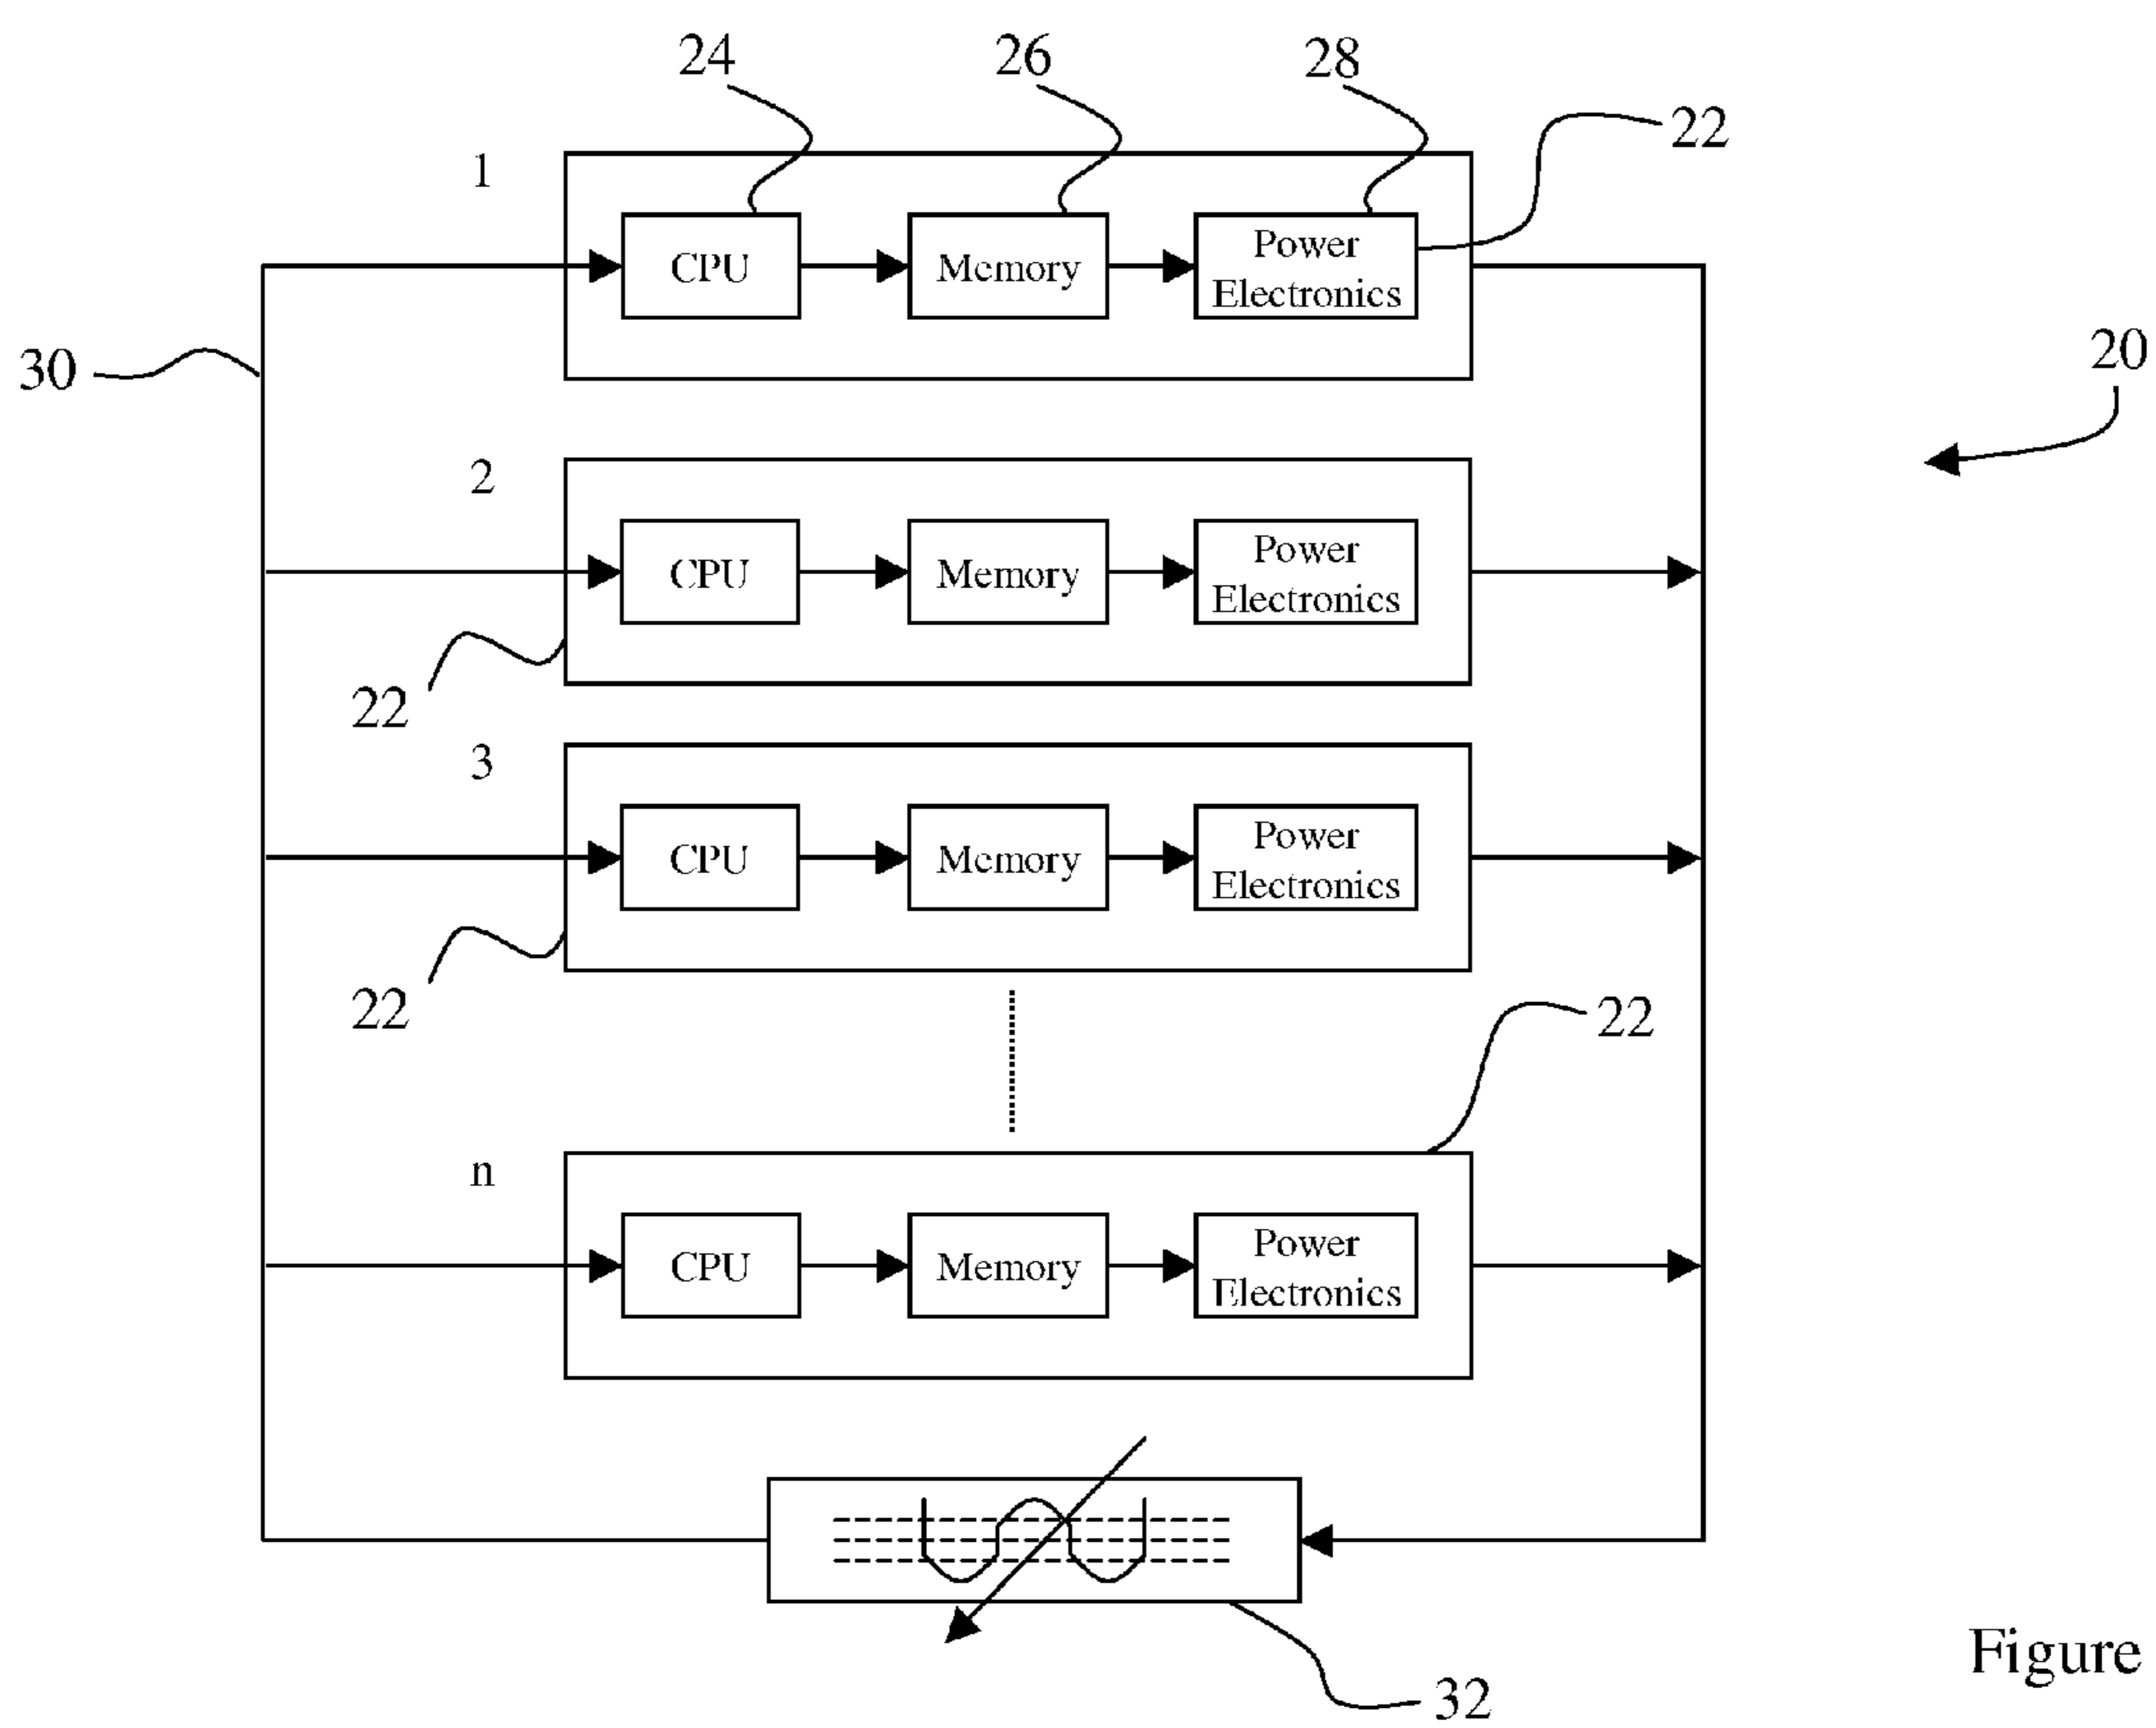 24
26
28
22
1
CPU
Memory
Power
Electronics
30
20
2
CPU
Memory
Power
Electronics
22
3
CPU
Memory
Power
Electronics
22
22
n
CPU
Memory
Power
Electronics
Figure
32